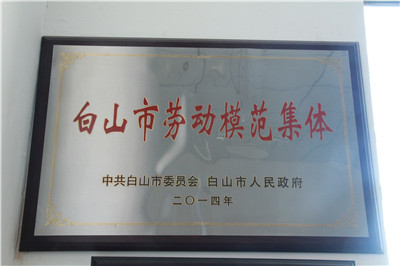 白山市劳动模范集体
中共白山市委员会 白山市人民政府
二〇一四年